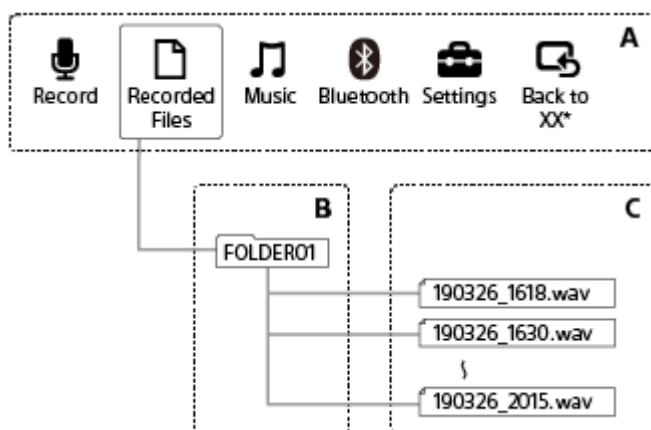 A
Record
Recorded
Files
Music
Bluetooth
Settings
Back to
XX*
B
C
FOLDER01
190326_1618.wav
190326_1630.wav
190326_2015.wav